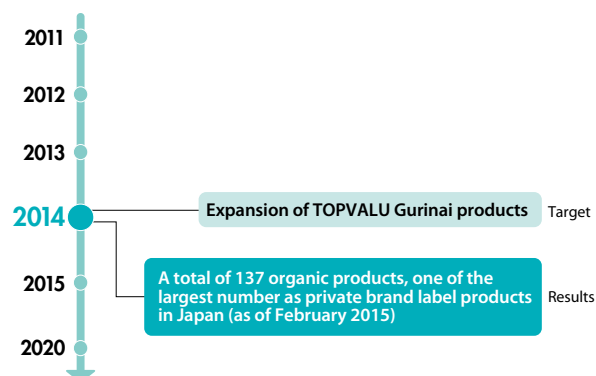 2011
2012
2013
2014
Expansion of TOPVALU Gurinai products
Target
A total of 137 organic products, one of the
largest number as private brand label products
in Japan (as of February 2015)
Results
2015
2020